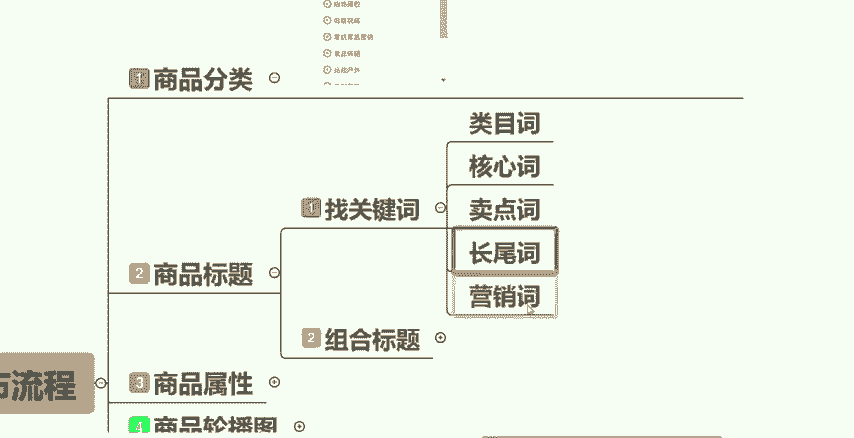 1 商品分类
类目词
核心词
1 找关键词
卖点词
长尾词
2 商品标题
营销词
2 组合标题
布流程
3 商品属性
4 商品轮播图